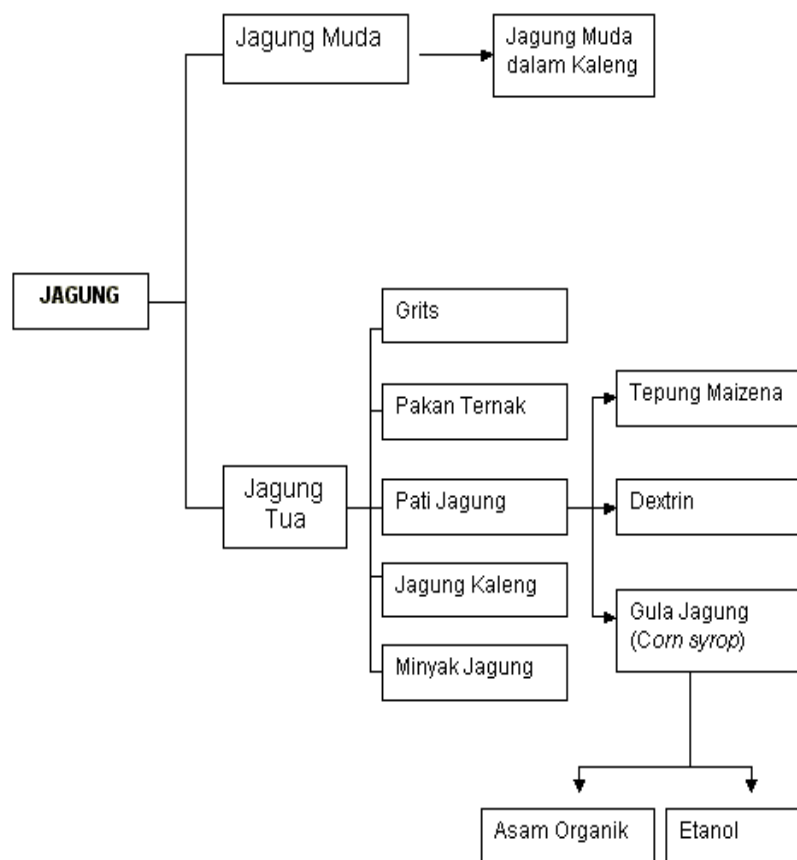 Jagung Muda
Jagung Muda
dalam Kaleng
JAGUNG
Grits
Pakan Ternak
Tepung Maizena
Jagung
Tua
Pati Jagung
Dextrin
Jagung Kaleng
Gula Jagung
(Corn syrop)
Minyak Jagung
Asam Organik
Etanol